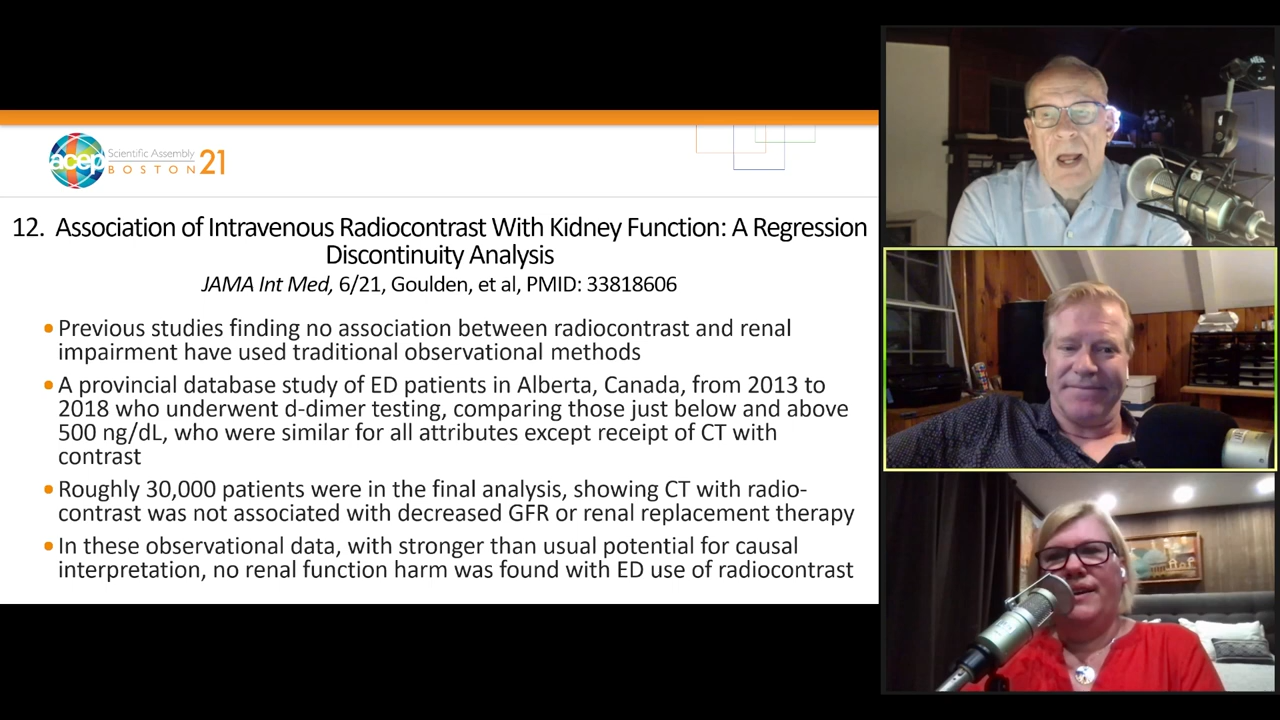 acep Scientific Assembly
BOSTON 21
12. Association of Intravenous Radiocontrast With Kidney Function: A Regression
Discontinuity Analysis
JAMA Int Med, 6/21, Goulden, et al, PMID: 33818606
• Previous studies finding no association between radiocontrast and renal
impairment have used traditional observational methods
• A provincial database study of ED patients in Alberta, Canada, from 2013 to
2018 who underwent d-dimer testing, comparing those just below and above
500 ng/dL, who were similar for all attributes except receipt of CT with
contrast
• Roughly 30,000 patients were in the final analysis, showing CT with radio-
contrast was not associated with decreased GFR or renal replacement therapy
• In these observational data, with stronger than usual potential for causal
interpretation, no renal function harm was found with ED use of radiocontrast